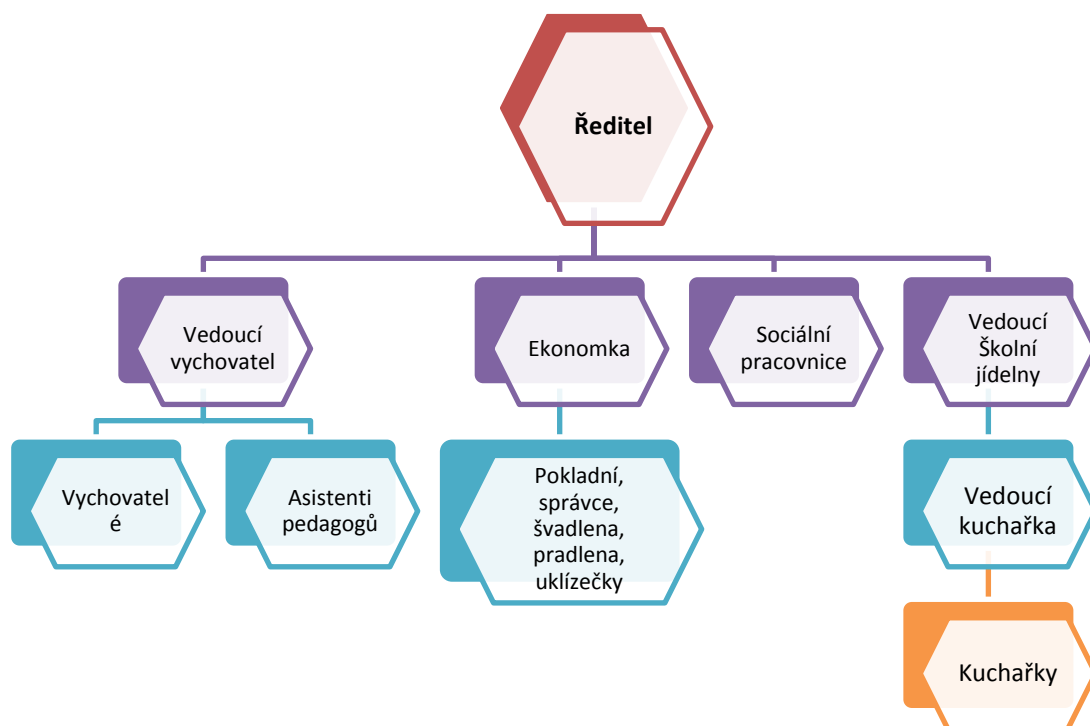 Ředitel
Vedoucí
vychovatel
Ekonomka
Sociální
pracovnice
Vedoucí
Školní
jídelny
Vychovatel
é
Asistenti
pedagogů
Pokladní,
správce,
švadlena,
pradlena,
uklízečky
Vedoucí
kuchařka
Kuchařky